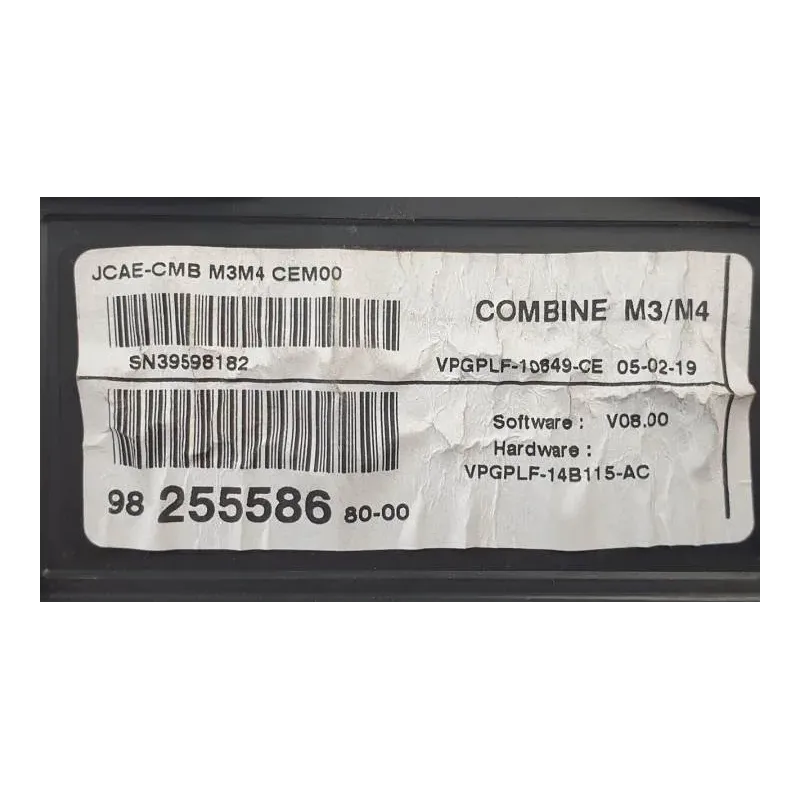 JCAE-CMB M3M4 CEM00
COMBINE M3/M4
SN39598182
VPGPLF-10849-CE 05-02-19
Software : V08.00
Hardware :
VPGPLF-14B115-AC
98 255586 80-00